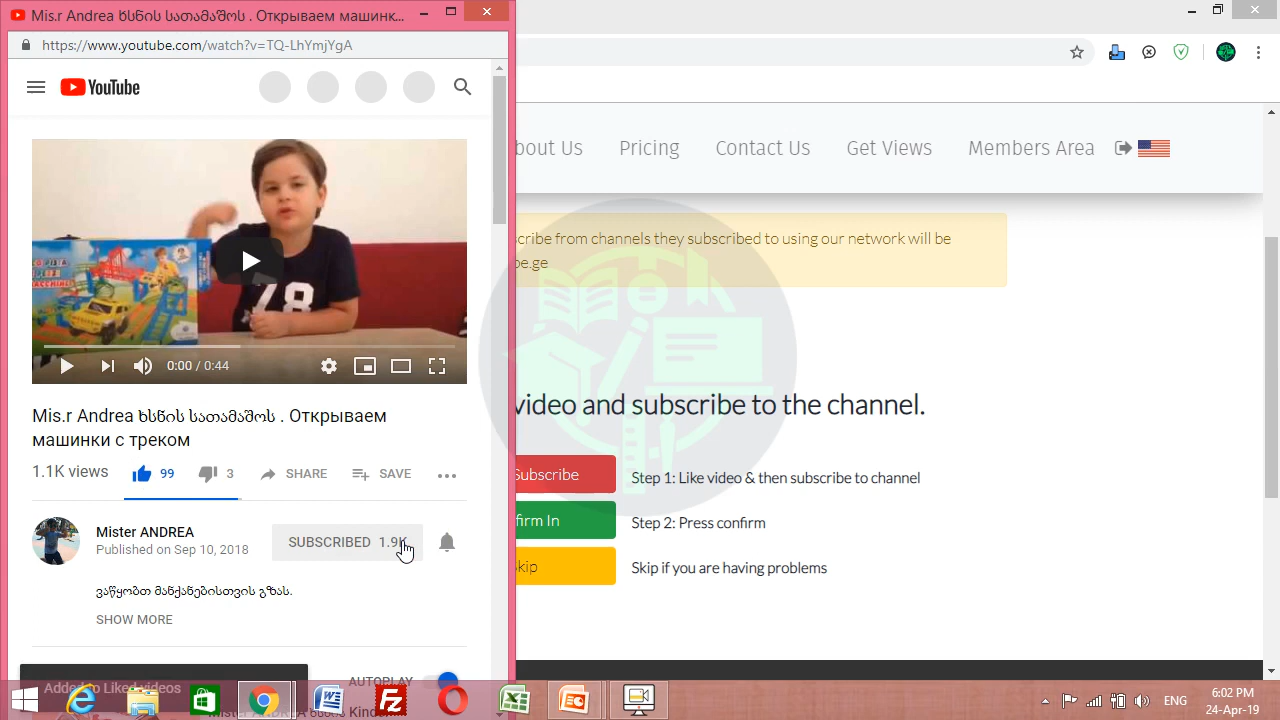 Mis.r Andrea ხსნის სათამაშოს . Открываем машинк...
https://www.youtube.com/watch?v=TQ-LhYmjYgA
YouTube
78
0:00 / 0:44
Mis.r Andrea ხსნის სათამაშოს . Открываем
машинки с треком
1.1K views
99
3
SHARE
SAVE
Mister ANDREA
Published on Sep 10, 2018
SUBSCRIBED 1.9K
ვაწყობთ მანქანებისთვის გზას.
SHOW MORE
AUTOPLAY
Added to Liked videos
bout Us
Pricing
Contact Us
Get Views
Members Area
scribe from channels they subscribed to using our network will be
be.ge
video and subscribe to the channel.
Subscribe
Step 1: Like video & then subscribe to channel
firm In
Step 2: Press confirm
kip
Skip if you are having problems
ENG
6:02 PM
24-Apr-19